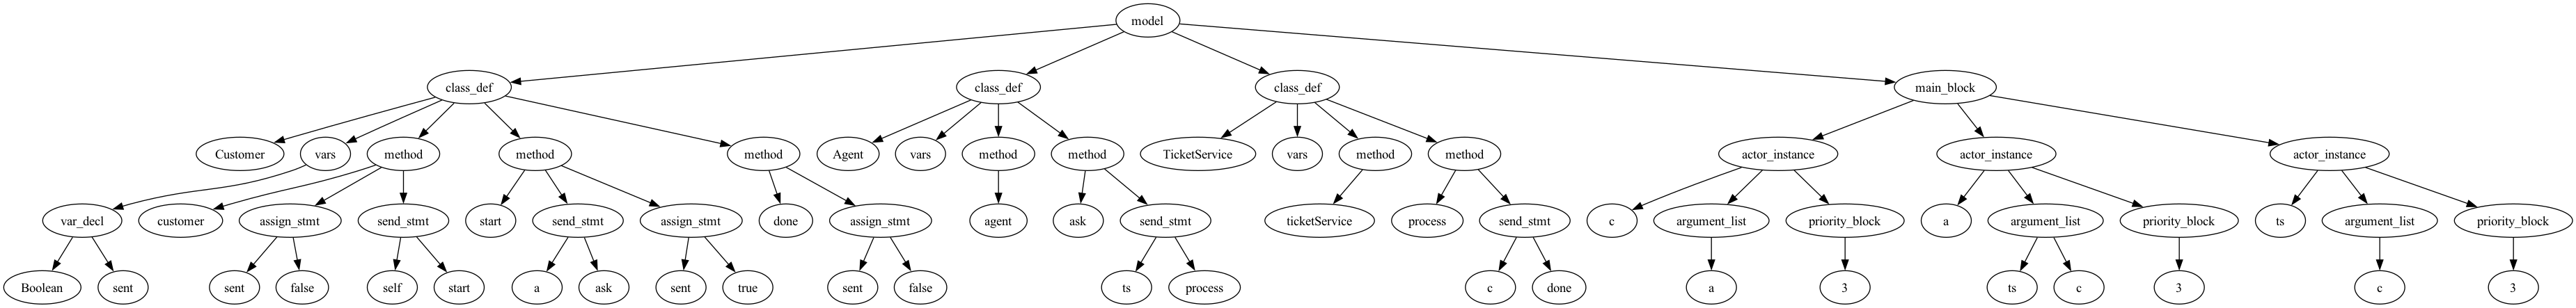 model
class_def class_def class_def main_block
Customer vars method method method Agent vars method method TicketService vars method method actor_instance actor_instance actor_instance
var_decl customer assign_stmt send_stmt start send_stmt assign_stmt done assign_stmt agent ask send_stmt ticketService process send_stmt c argument_list priority_block a argument_list priority_block ts argument_list priority_block
Boolean sent sent false self start a ask sent true sent false ts process c done a 3 ts c 3 c 3